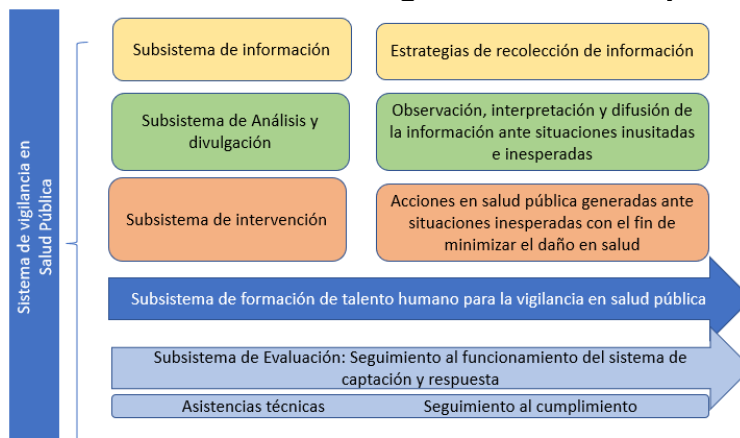 Sistema de vigilancia en
Salud Pública
Subsistema de información
Estrategias de recolección de información
Subsistema de Análisis y
divulgación
Observación, interpretación y difusión de
la información ante situaciones inusitadas
e inesperadas
Subsistema de intervención
Acciones en salud pública generadas ante
situaciones inesperadas con el fin de
minimizar el daño en salud
Subsistema de formación de talento humano para la vigilancia en salud pública
Subsistema de Evaluación: Seguimiento al funcionamiento del sistema de
captación y respuesta
Asistencias técnicas
Seguimiento al cumplimiento